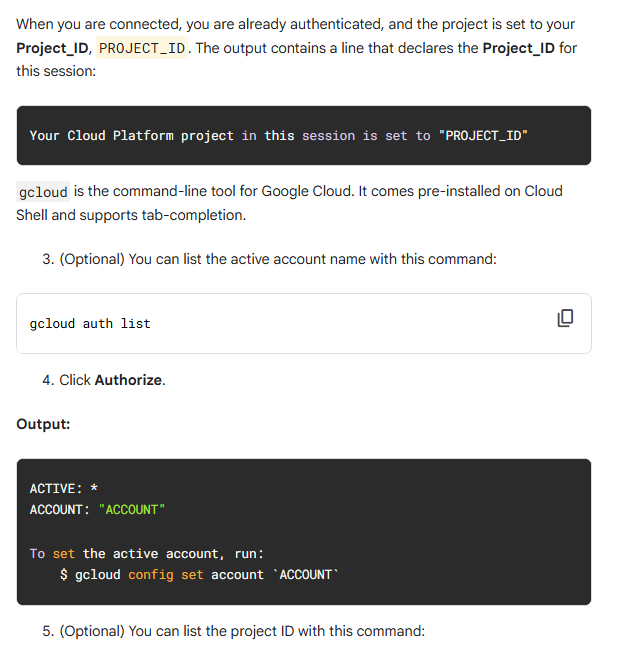 When you are connected, you are already authenticated, and the project is set to your
Project_ID, PROJECT_ID. The output contains a line that declares the Project_ID for
this session:
Your Cloud Platform project in this session is set to "PROJECT_ID"
gcloud is the command-line tool for Google Cloud. It comes pre-installed on Cloud
Shell and supports tab-completion.
3. (Optional) You can list the active account name with this command:
gcloud auth list
4. Click Authorize.
Output:
ACTIVE: *
ACCOUNT: "ACCOUNT"
To set the active account, run:
$ gcloud config set account `ACCOUNT`
5. (Optional) You can list the project ID with this command: